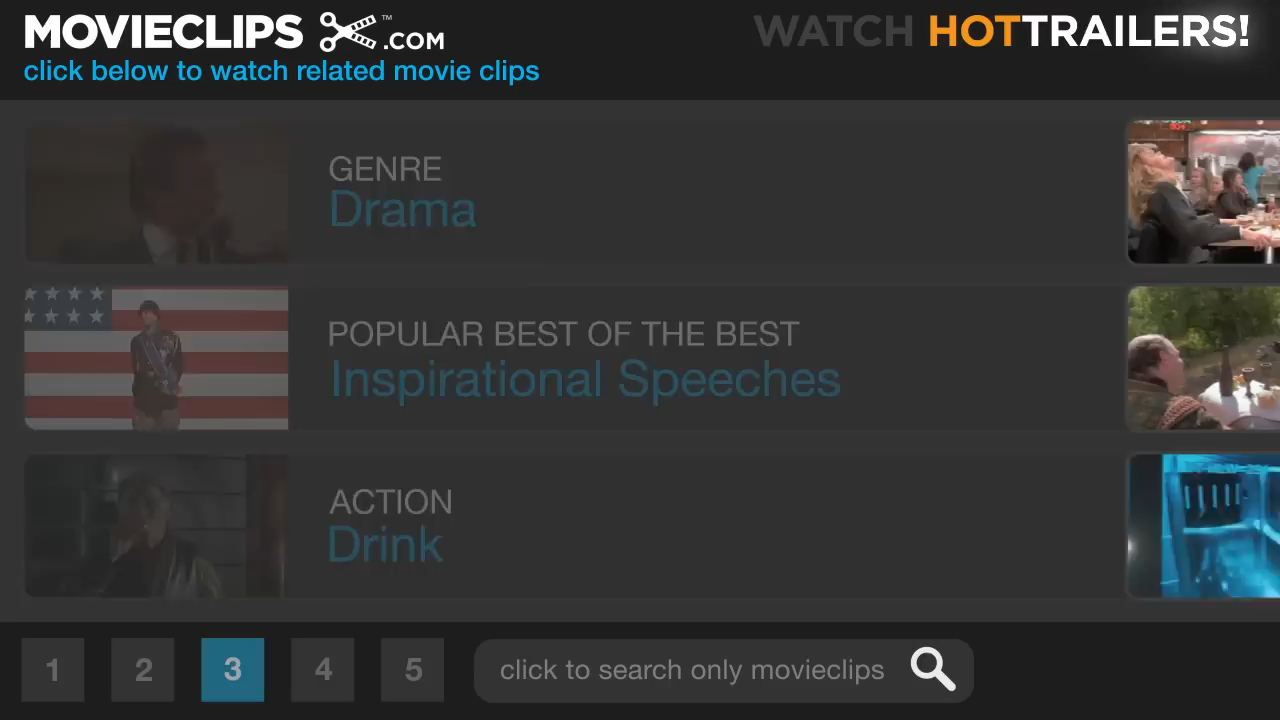 MOVIECLIPS ™ .COM
WATCH HOTTRAILERS!
click below to watch related movie clips
GENRE
Drama
POPULAR BEST OF THE BEST
Inspirational Speeches
ACTION
Drink
1 2 3 4 5
click to search only movieclips